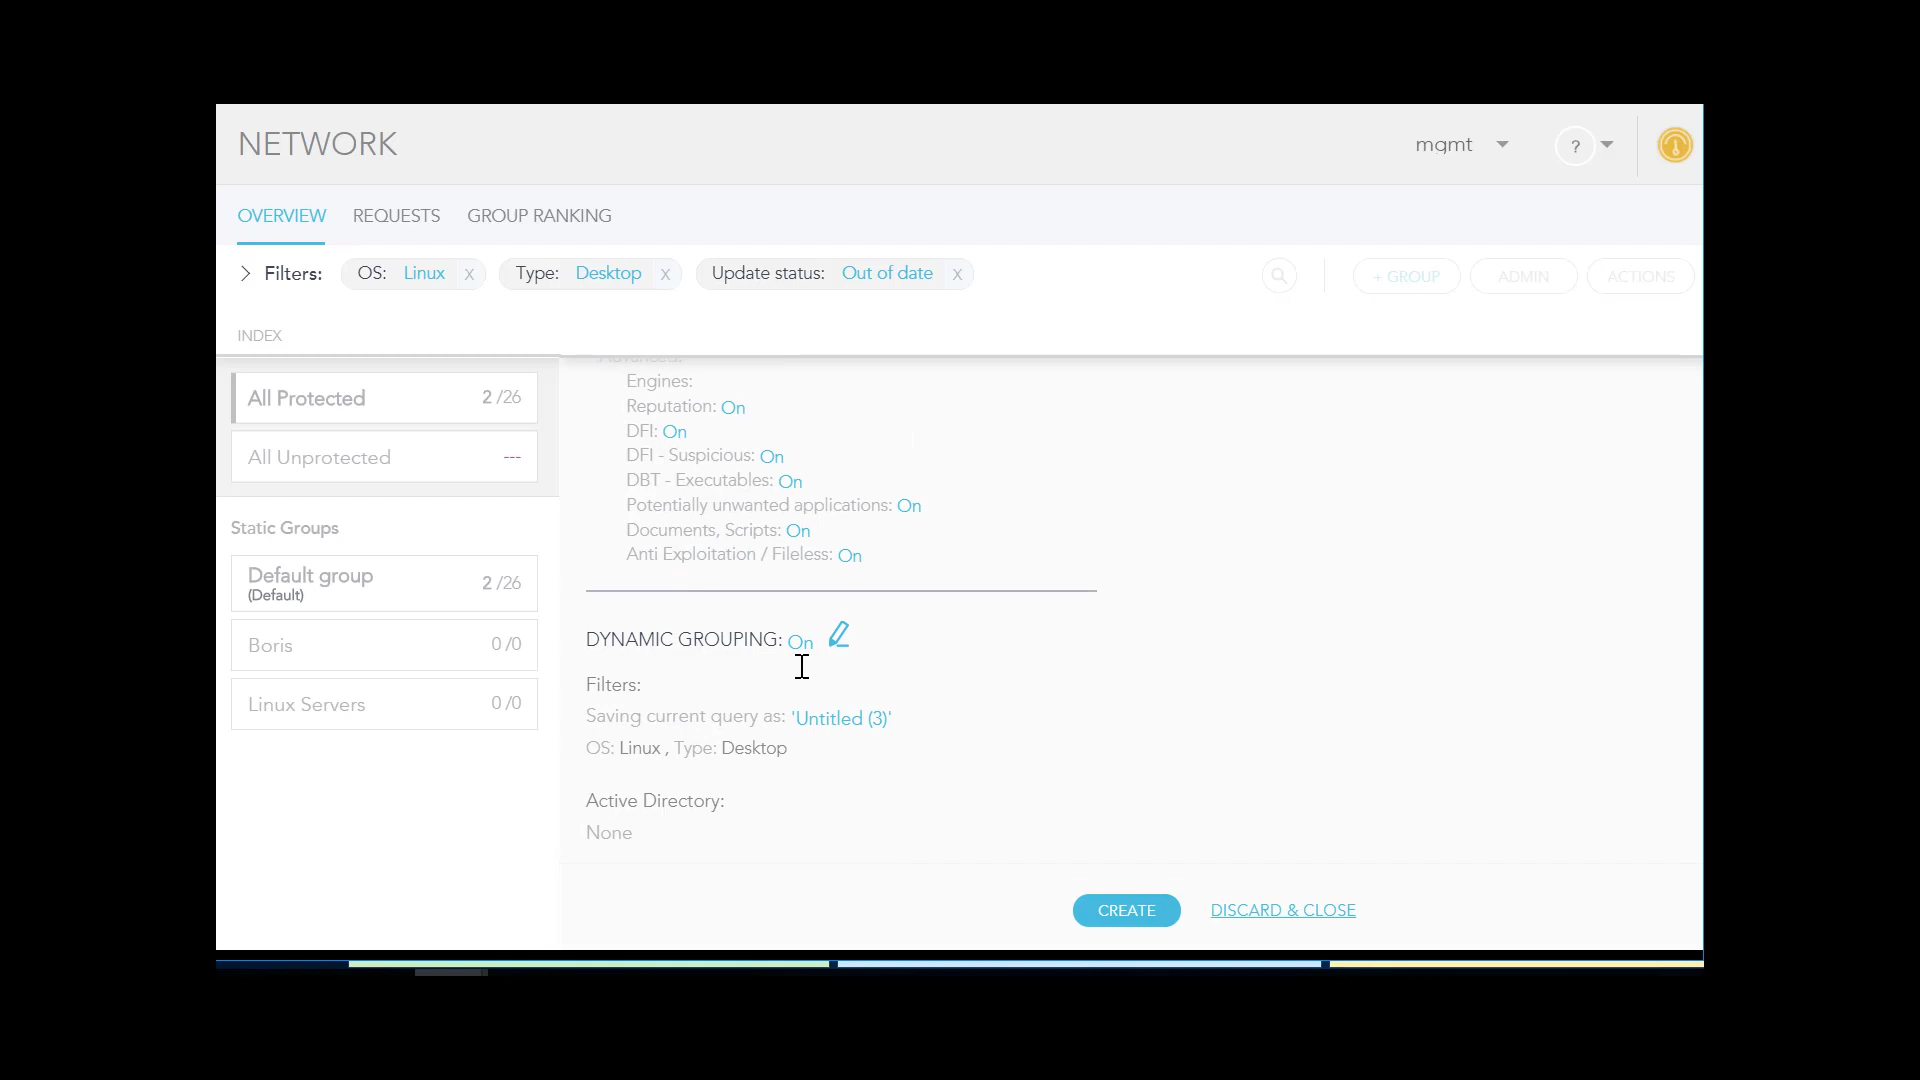 NETWORK
mgmt
?
OVERVIEW REQUESTS GROUP RANKING
Filters: OS: Linux x Type: Desktop x Update status: Out of date x
+ GROUP ADMIN ACTIONS
INDEX
All Protected 2 /26
All Unprotected ---
Static Groups
Default group 2 /26
(Default)
Boris 0 /0
Linux Servers 0 /0
Advanced:
Engines:
Reputation: On
DFI: On
DFI - Suspicious: On
DBT - Executables: On
Potentially unwanted applications: On
Documents, Scripts: On
Anti Exploitation / Fileless: On
DYNAMIC GROUPING: On
Filters:
Saving current query as: 'Untitled (3)'
OS: Linux , Type: Desktop
Active Directory:
None
CREATE DISCARD & CLOSE